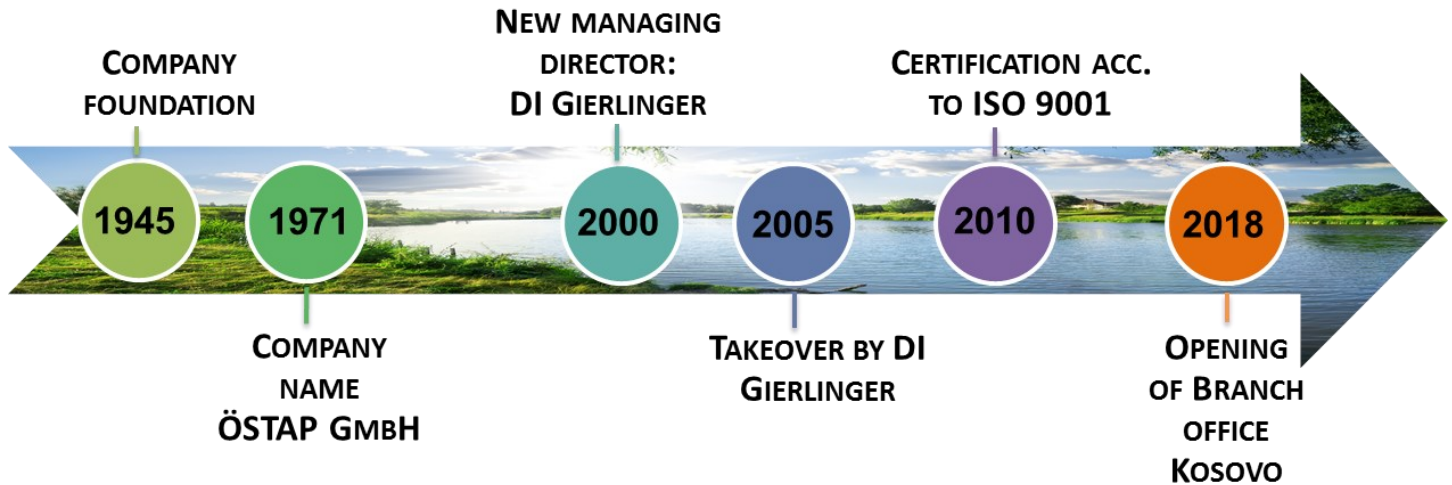 Company
foundation
1945
1971
Company
name
ÖSTAP GmbH
New managing
director:
DI Gierlinger
2000
2005
Takeover by DI
Gierlinger
Certification acc.
to ISO 9001
2010
2018
Opening
of Branch
office
Kosovo